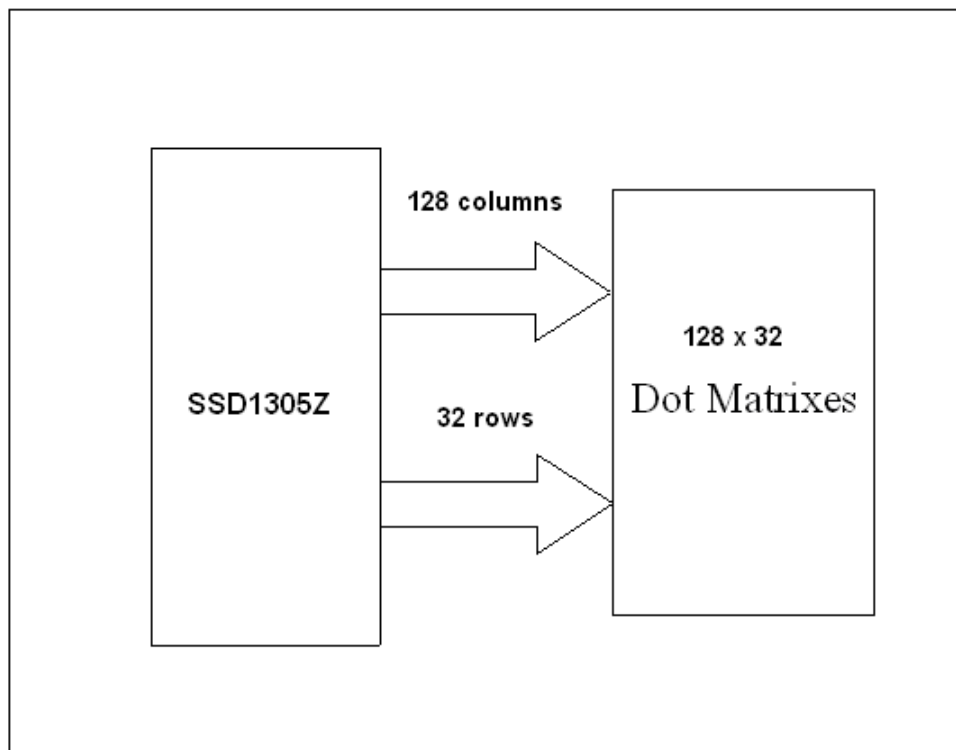 128 columns
128 x 32
SSD1305Z
Dot Matrixes
32 rows